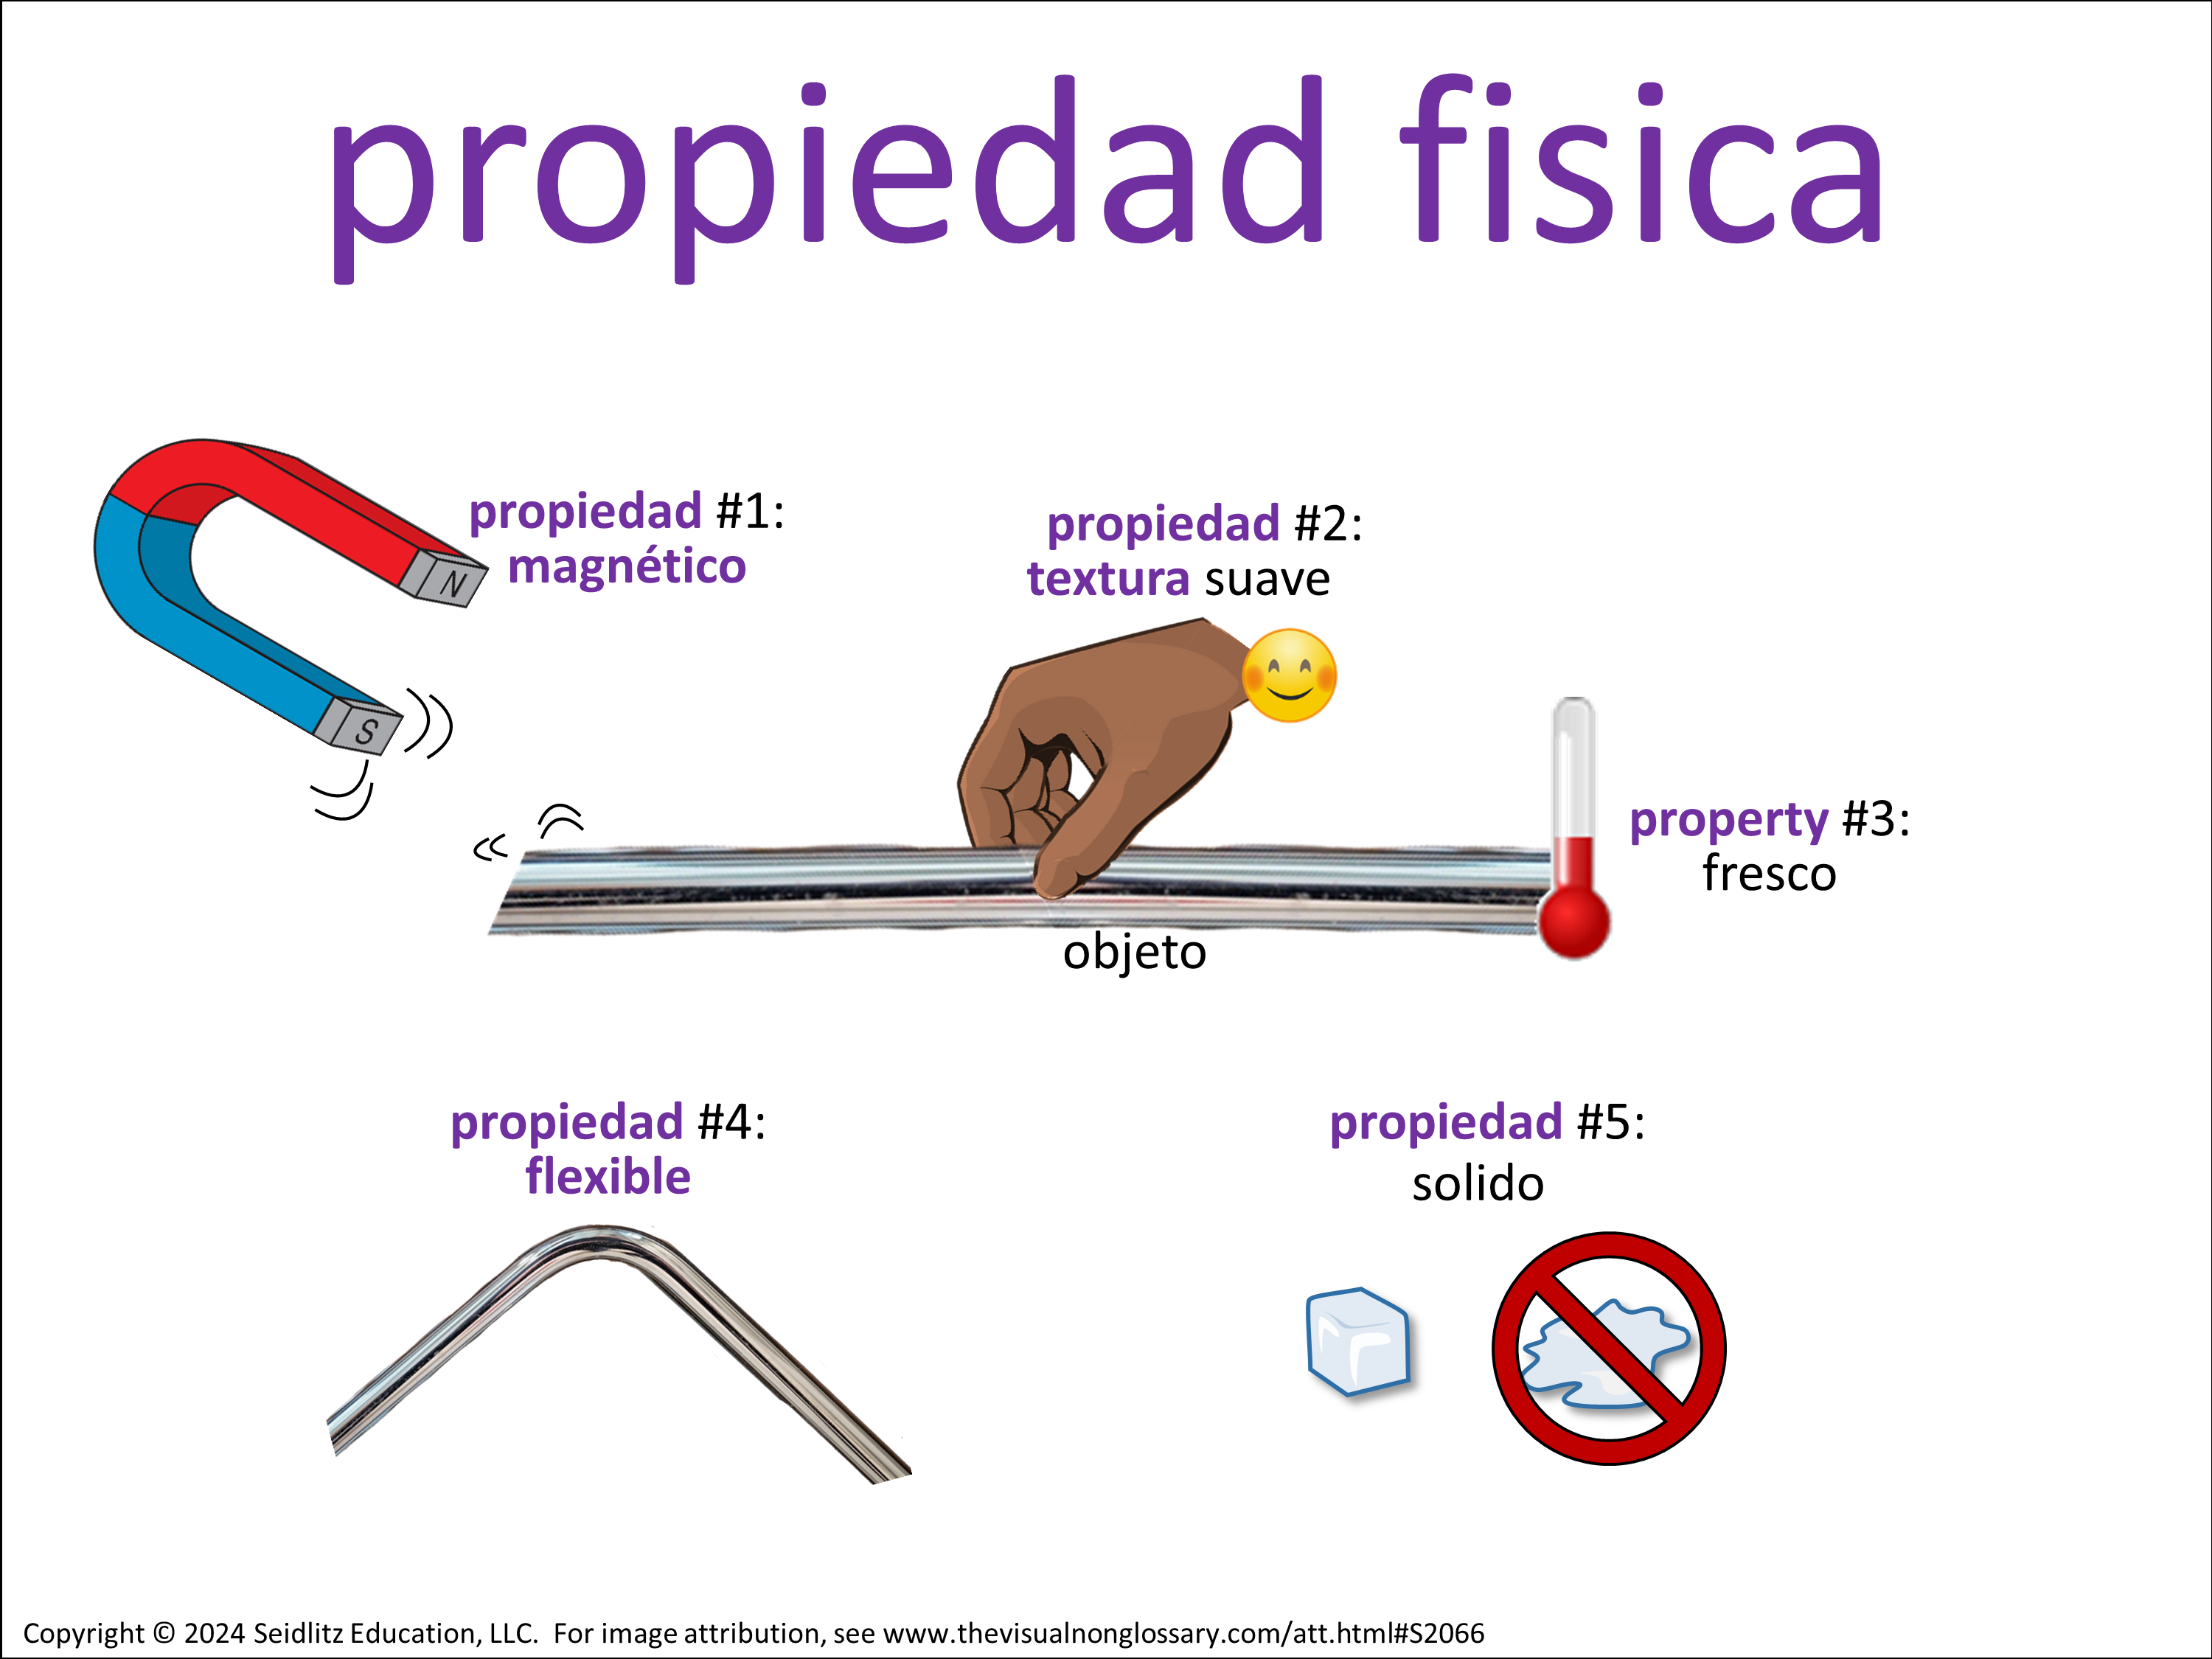 propiedad fisica
propiedad #1:
magnético
propiedad #2:
textura suave
N
S
property #3:
fresco
objeto
propiedad #4:
flexible
propiedad #5:
solido
Copyright © 2024 Seidlitz Education, LLC.  For image attribution, see www.thevisualnonglossary.com/att.html#S2066